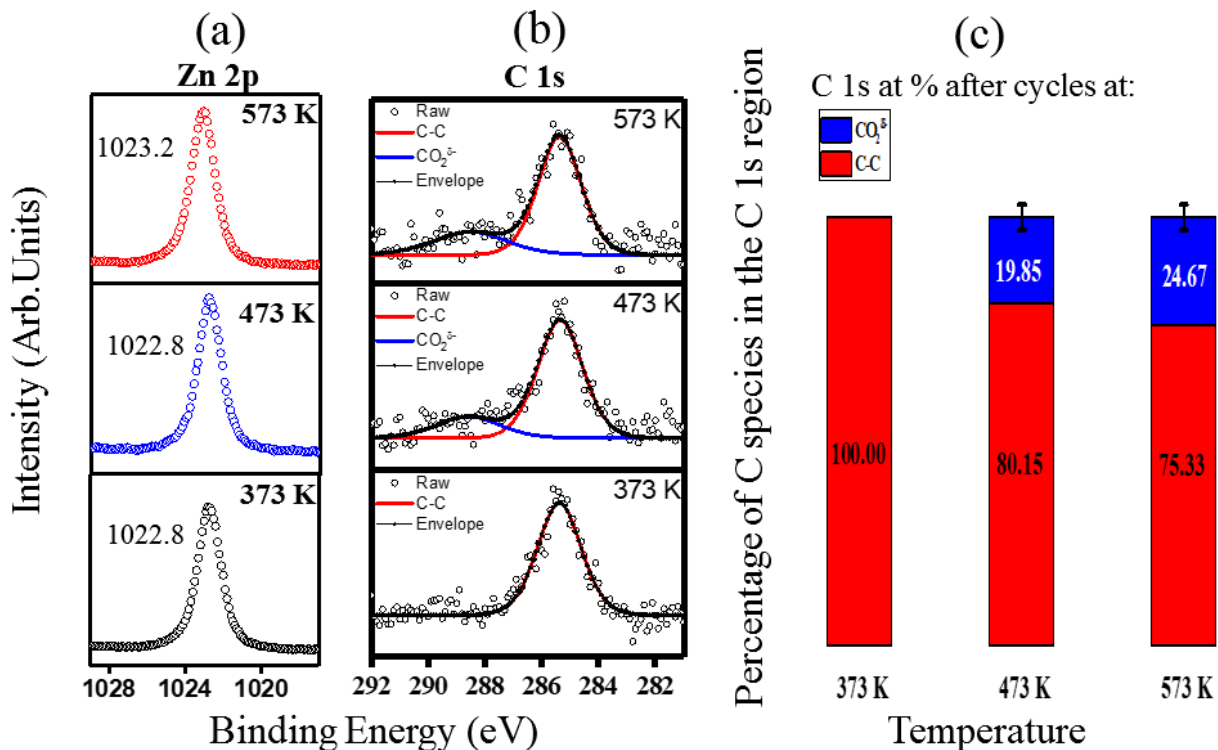 (a)
Zn 2p
573 K
1023.2
473 K
1022.8
373 K
1022.8
1028 1024 1020
Intensity (Arb.Units)
(b)
C 1s
Raw
C-C
CO₂ᵟ⁻
Envelope
573 K
Raw
C-C
CO₂ᵟ⁻
Envelope
473 K
Raw
C-C
Envelope
373 K
292 290 288 286 284 282
Binding Energy (eV)
(c)
C 1s at % after cycles at:
CO₂ᵟ⁻
C-C
Percentage of C species in the C 1s region
100.00
19.85
80.15
24.67
75.33
373 K 473 K 573 K
Temperature